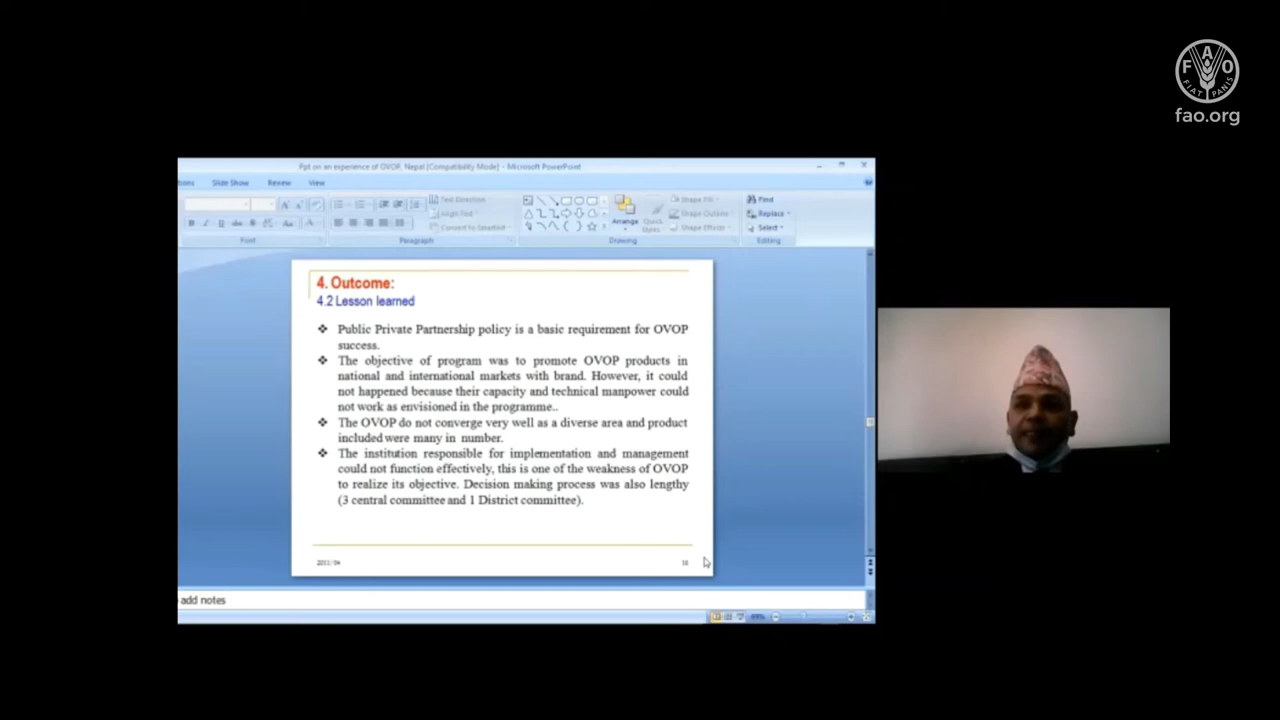 F A O
FIAT PANIS
fao.org
Ppt on an experience of OVOP, Nepal [Compatibility Mode] - Microsoft PowerPoint
Slide Show Review View
Text Direction
Align Text
Convert to SmartArt
Arrange
Quick Styles
Shape Fill
Shape Outline
Shape Effects
Find
Replace
Select
Font Paragraph Drawing Editing
4. Outcome:
4.2 Lesson learned
❖ Public Private Partnership policy is a basic requirement for OVOP
success.
❖ The objective of program was to promote OVOP products in
national and international markets with brand. However, it could
not happened because their capacity and technical manpower could
not work as envisioned in the programme..
❖ The OVOP do not converge very well as a diverse area and product
included were many in number.
❖ The institution responsible for implementation and management
could not function effectively, this is one of the weakness of OVOP
to realize its objective. Decision making process was also lengthy
(3 central committee and 1 District committee).
2011/04
add notes